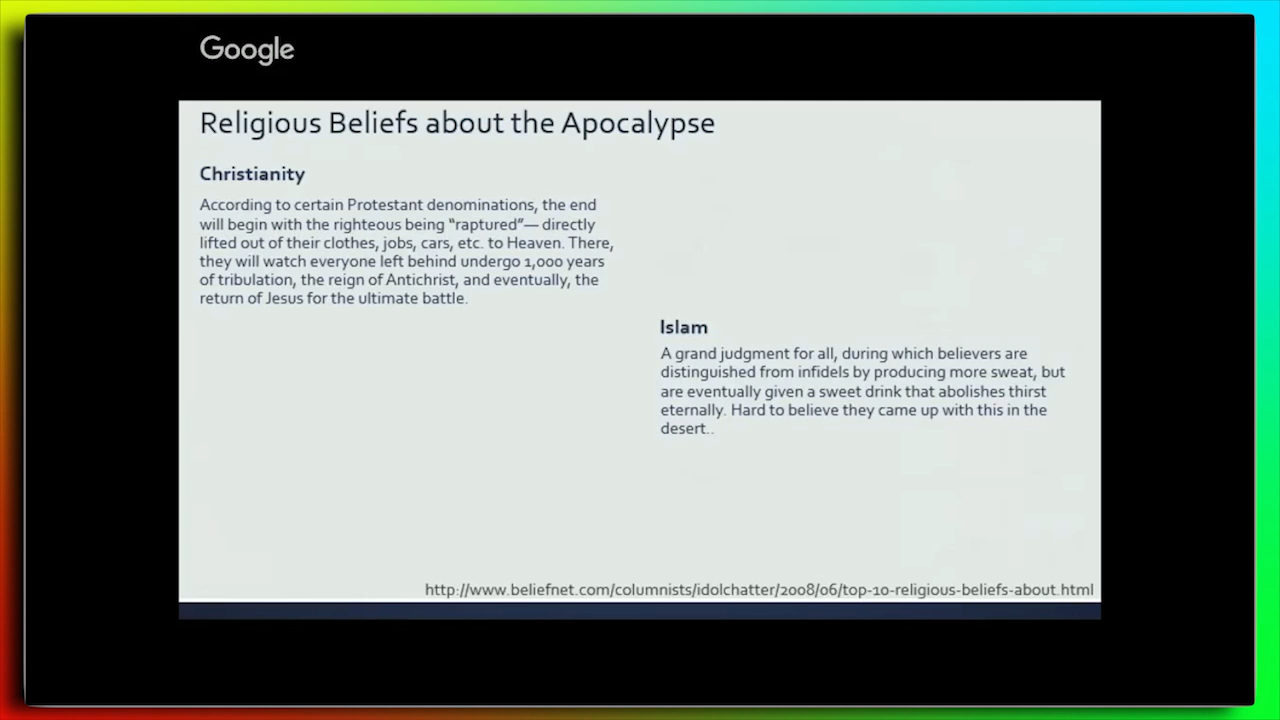 Google
Religious Beliefs about the Apocalypse
Christianity
According to certain Protestant denominations, the end
will begin with the righteous being “raptured”— directly
lifted out of their clothes, jobs, cars, etc. to Heaven. There,
they will watch everyone left behind undergo 1,000 years
of tribulation, the reign of Antichrist, and eventually, the
return of Jesus for the ultimate battle.
Islam
A grand judgment for all, during which believers are
distinguished from infidels by producing more sweat, but
are eventually given a sweet drink that abolishes thirst
eternally. Hard to believe they came up with this in the
desert..
http://www.beliefnet.com/columnists/idolchatter/2008/06/top-10-religious-beliefs-about.html